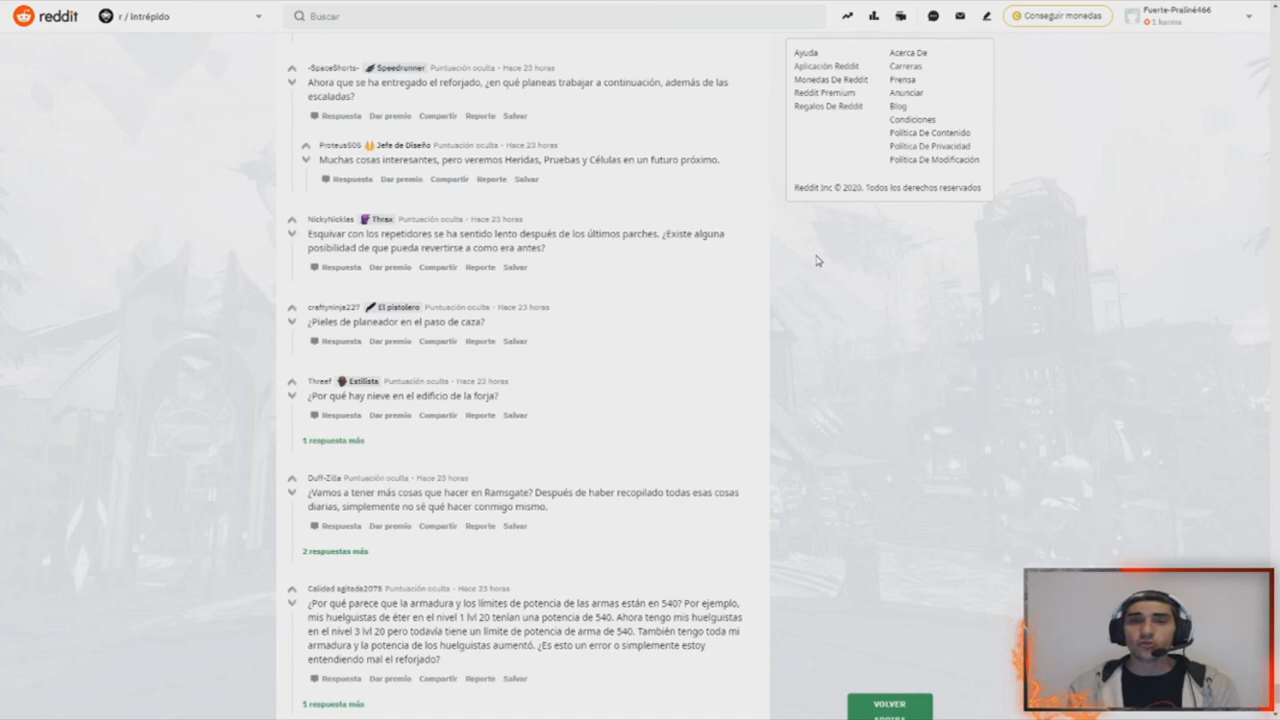 reddit
r / Intrépido
Buscar
Conseguir monedas
Fuerte-Praliné466
1 karma
-SpaceShorts- Speedrunner Puntuación oculta · Hace 23 horas
Ahora que se ha entregado el reforjado, ¿en qué planeas trabajar a continuación, además de las
escaladas?
Respuesta Dar premio Compartir Reporte Salvar
Proteus505 Jefe de Diseño Puntuación oculta · Hace 23 horas
Muchas cosas interesantes, pero veremos Heridas, Pruebas y Células en un futuro próximo.
Respuesta Dar premio Compartir Reporte Salvar
NickyNickles Thrax Puntuación oculta · Hace 23 horas
Esquivar con los repetidores se ha sentido lento después de los últimos parches. ¿Existe alguna
posibilidad de que pueda revertirse a como era antes?
Respuesta Dar premio Compartir Reporte Salvar
craftyninja227 El pistolero Puntuación oculta · Hace 23 horas
¿Pieles de planeador en el paso de caza?
Respuesta Dar premio Compartir Reporte Salvar
Threef Estilista Puntuación oculta · Hace 23 horas
¿Por qué hay nieve en el edificio de la forja?
Respuesta Dar premio Compartir Reporte Salvar
1 respuesta más
Duff-Zilla Puntuación oculta · Hace 23 horas
¿Vamos a tener más cosas que hacer en Ramsgate? Después de haber recopilado todas esas cosas
diarias, simplemente no sé qué hacer conmigo mismo.
Respuesta Dar premio Compartir Reporte Salvar
2 respuestas más
Calidad agitada2075 Puntuación oculta · Hace 23 horas
¿Por qué parece que la armadura y los límites de potencia de las armas están en 540? Por ejemplo,
mis huelguistas de éter en el nivel 1 lvl 20 tenían una potencia de 540. Ahora tengo mis huelguistas
en el nivel 3 lvl 20 pero todavía tiene un límite de potencia de arma de 540. También tengo toda mi
armadura y la potencia de los huelguistas aumentó. ¿Es esto un error o simplemente estoy
entendiendo mal el reforjado?
Respuesta Dar premio Compartir Reporte Salvar
1 respuesta más
Ayuda
Aplicación Reddit
Monedas De Reddit
Reddit Premium
Regalos De Reddit
Acerca De
Carreras
Prensa
Anunciar
Blog
Condiciones
Política De Contenido
Política De Privacidad
Política De Modificación
Reddit Inc © 2020. Todos los derechos reservados
VOLVER
ARRIBA